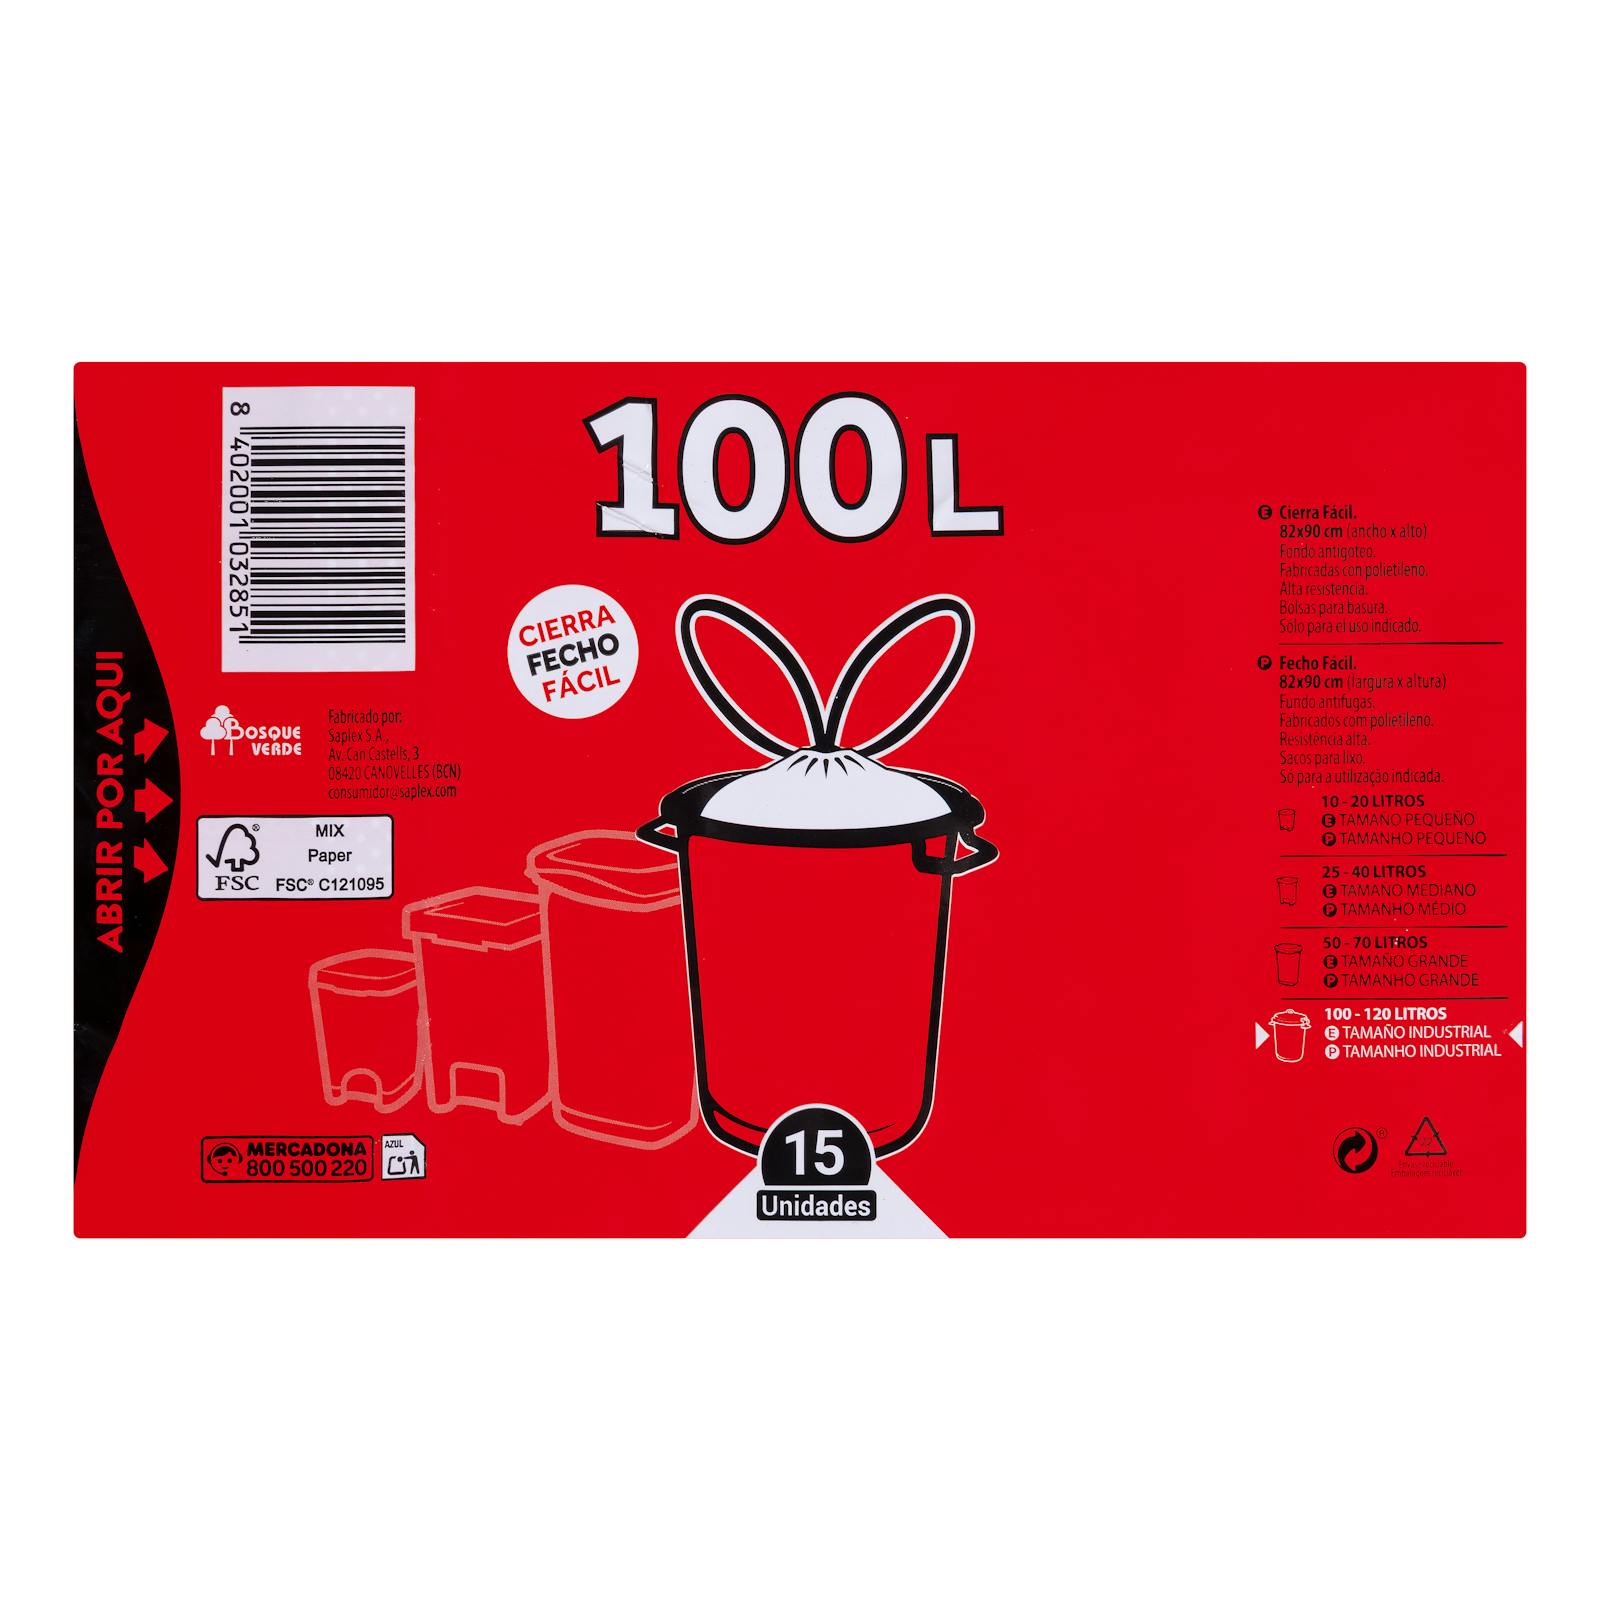 100 L
8 402001 032851
CIERRA
FECHO
FÁCIL
ABRIR POR AQUI
BOSQUE
VERDE
Fabricado por:
Saplex S.A.,
Av. Can Castells, 3
08420 CANOVELLES (BCN)
consumidor@saplex.com
FSC
MIX
Paper
FSC® C121095
MERCADONA
800 500 220
AZUL
15
Unidades
E Cierra Fácil.
82x90 cm (ancho x alto)
Fondo antigoteo.
Fabricadas con polietileno.
Alta resistencia.
Bolsas para basura.
Sólo para el uso indicado.
P Fecho Fácil.
82x90 cm (largura x altura)
Fundo antifugas.
Fabricados com polietileno.
Resistência alta.
Sacos para lixo.
Só para a utilização indicada.
10 - 20 LITROS
E TAMAÑO PEQUEÑO
P TAMANHO PEQUENO
25 - 40 LITROS
E TAMAÑO MEDIANO
P TAMANHO MÉDIO
50 - 70 LITROS
E TAMAÑO GRANDE
P TAMANHO GRANDE
100 - 120 LITROS
E TAMAÑO INDUSTRIAL
P TAMANHO INDUSTRIAL
Envase reciclable
Embalagem reciclável